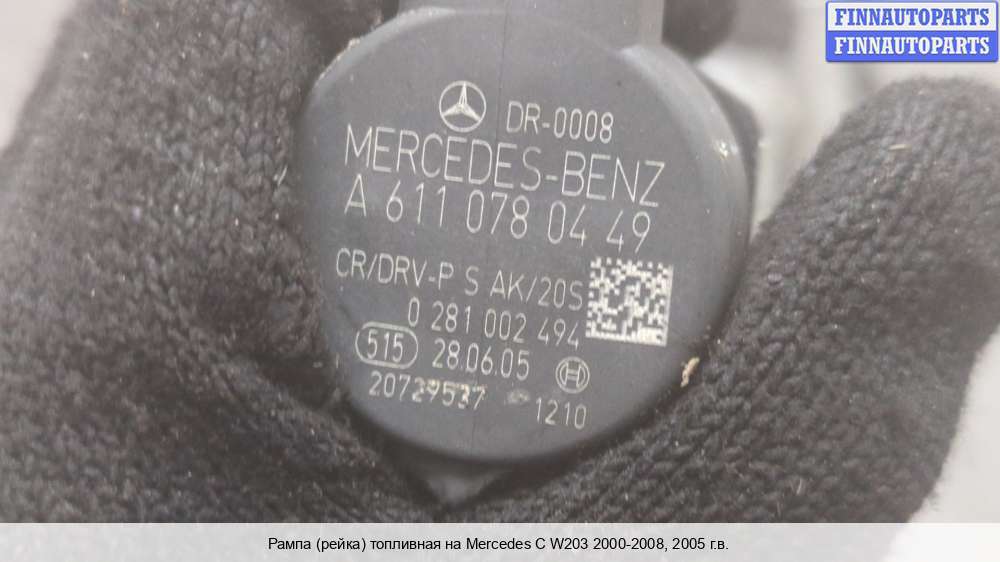 FINNAUTOPARTS
FINNAUTOPARTS
DR-0008
MERCEDES-BENZ
A 611 078 04 49
CR/DRV-P S AK/20S
0 281 002 494
515 28.06.05
20729537 1210
Рампа (рейка) топливная на Mercedes C W203 2000-2008, 2005 г.в.